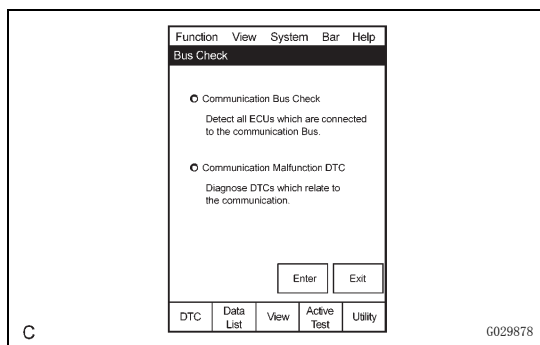 Function View System Bar Help
Bus Check
Communication Bus Check
Detect all ECUs which are connected
to the communication Bus.
Communication Malfunction DTC
Diagnose DTCs which relate to
the communication.
Enter Exit
DTC Data List View Active Test Utility
C G029878